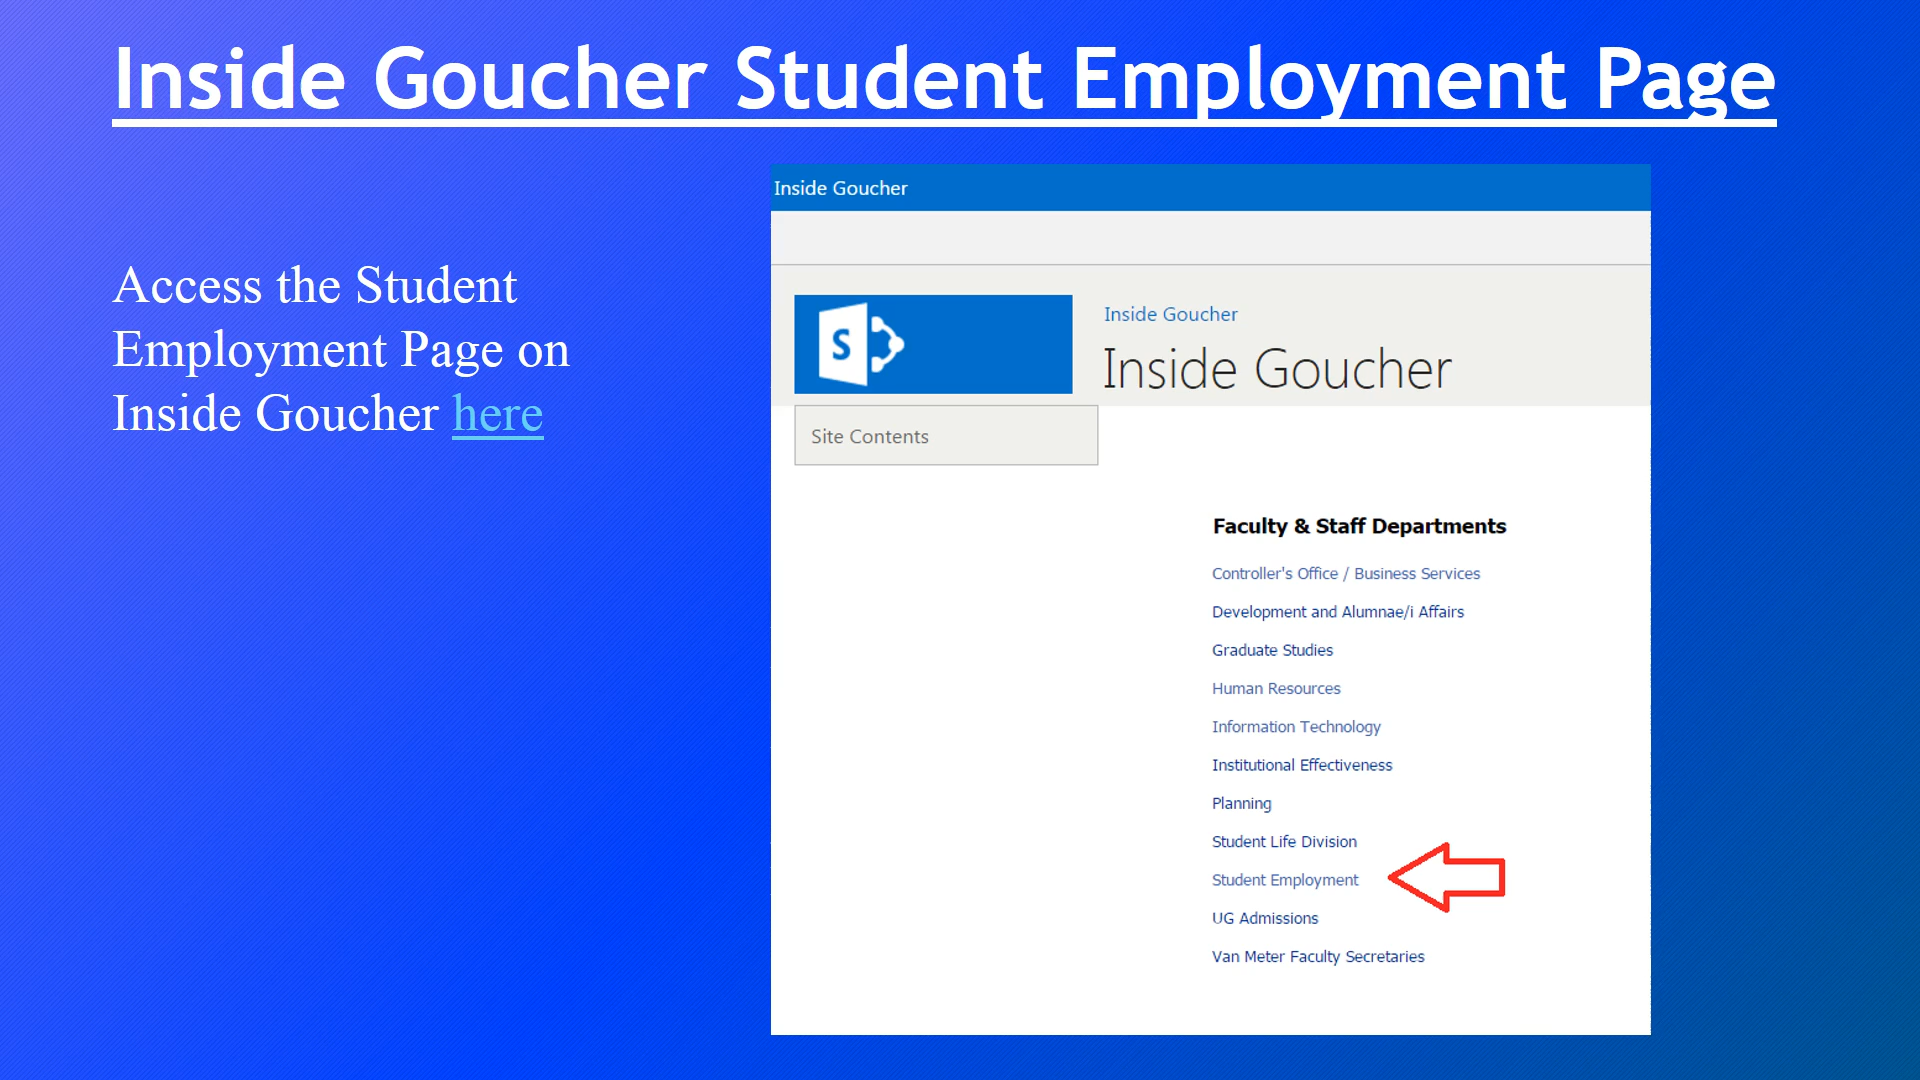 Inside Goucher Student Employment Page
Access the Student
Employment Page on
Inside Goucher here
Inside Goucher
S
Inside Goucher
Inside Goucher
Site Contents
Faculty & Staff Departments
Controller's Office / Business Services
Development and Alumnae/i Affairs
Graduate Studies
Human Resources
Information Technology
Institutional Effectiveness
Planning
Student Life Division
Student Employment
UG Admissions
Van Meter Faculty Secretaries